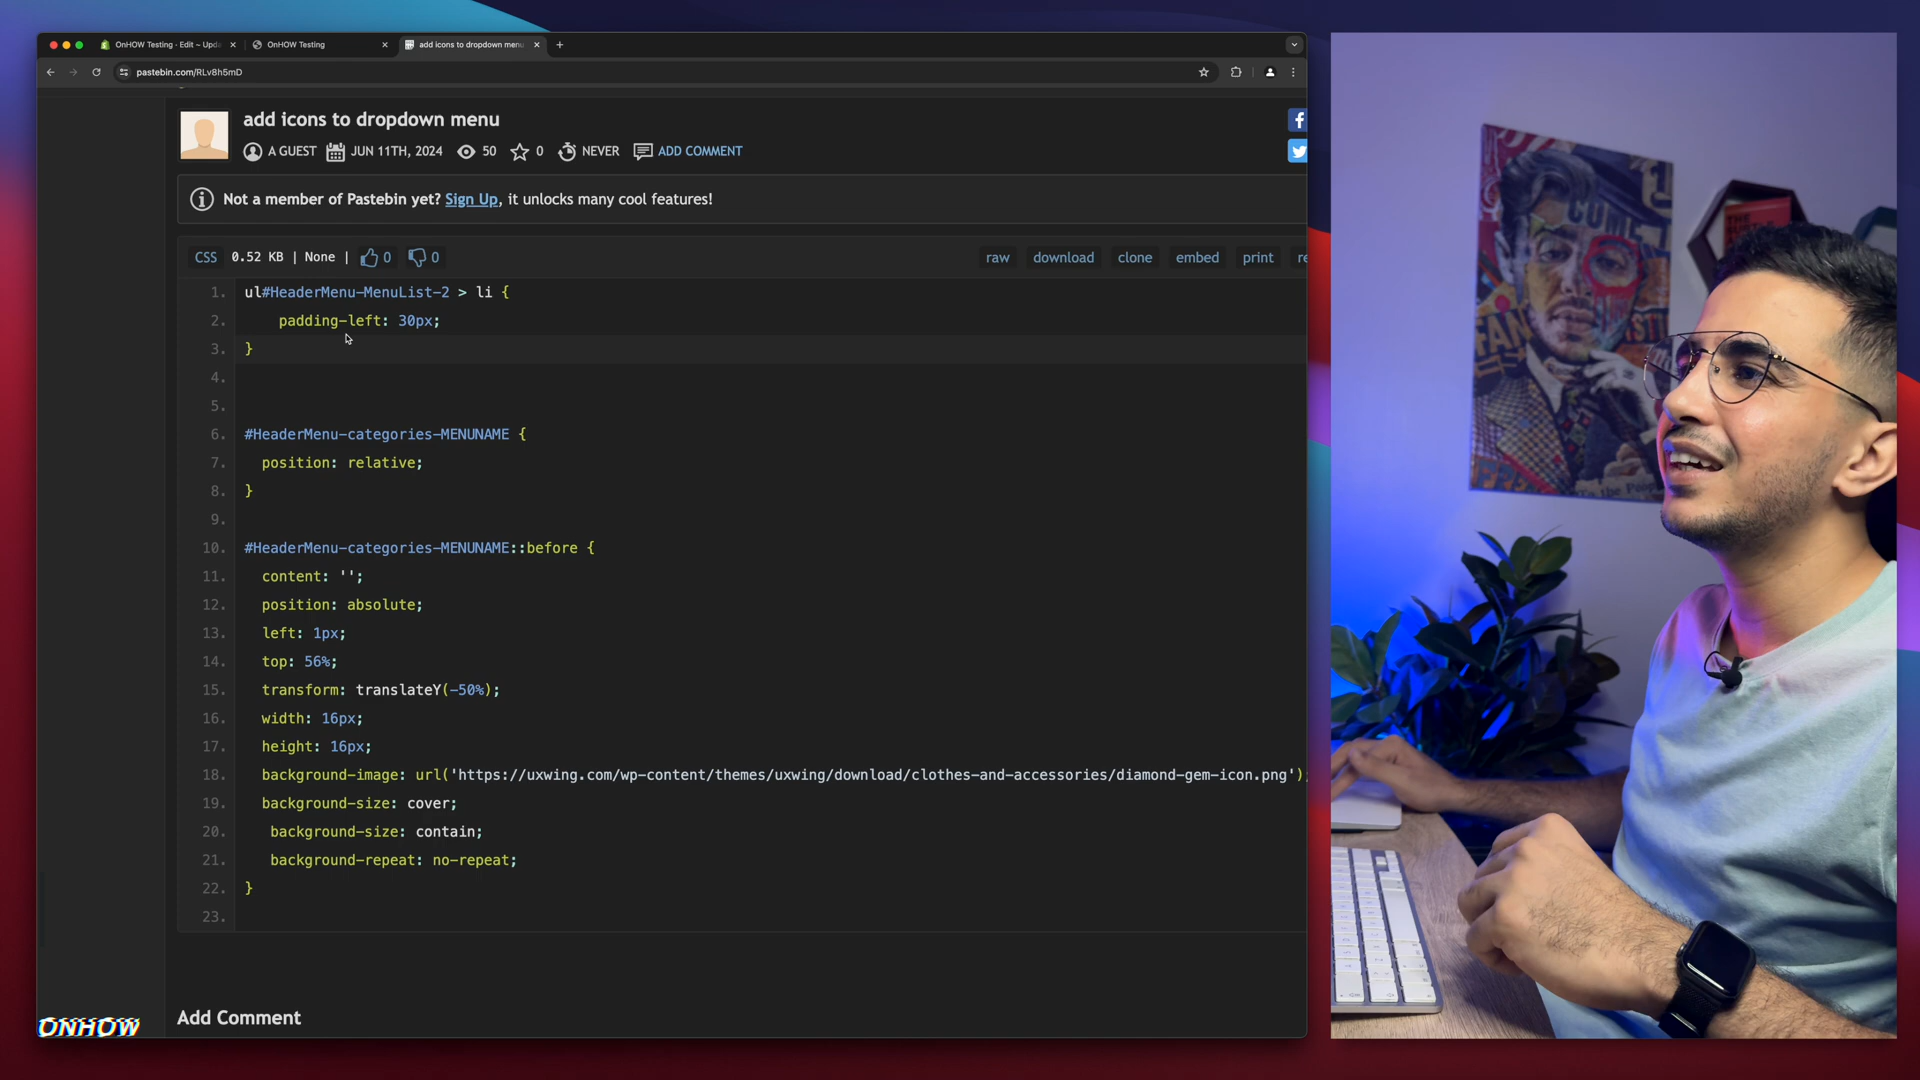 OnHOW Testing · Edit ~ Upda
OnHOW Testing
add icons to dropdown menu
pastebin.com/RLv8h5mD
add icons to dropdown menu
A GUEST JUN 11TH, 2024 50 0 NEVER ADD COMMENT
Not a member of Pastebin yet? Sign Up, it unlocks many cool features!
CSS 0.52 KB | None | 0 0
raw download clone embed print re
1. ul#HeaderMenu-MenuList-2 > li {
2. padding-left: 30px;
3. }
4.
5.
6. #HeaderMenu-categories-MENUNAME {
7. position: relative;
8. }
9.
10. #HeaderMenu-categories-MENUNAME::before {
11. content: '';
12. position: absolute;
13. left: 1px;
14. top: 56%;
15. transform: translateY(-50%);
16. width: 16px;
17. height: 16px;
18. background-image: url('https://uxwing.com/wp-content/themes/uxwing/download/clothes-and-accessories/diamond-gem-icon.png');
19. background-size: cover;
20. background-size: contain;
21. background-repeat: no-repeat;
22. }
23.
Add Comment
ONHOW